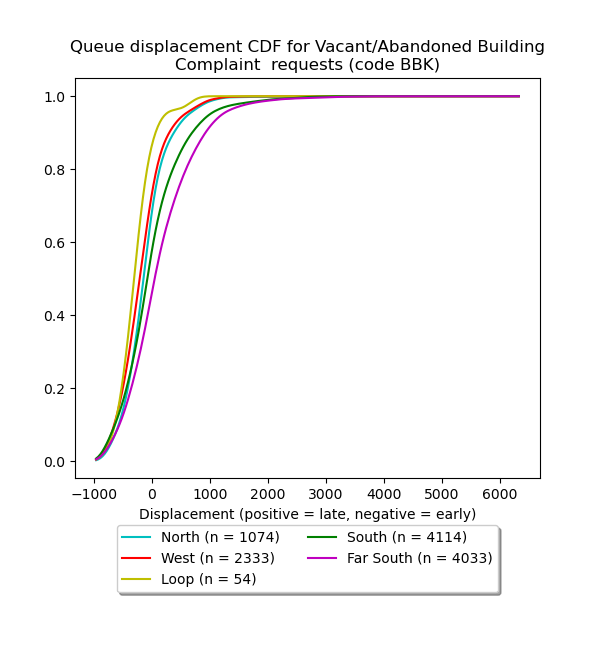 Queue displacement CDF for Vacant/Abandoned Building
Complaint  requests (code BBK)
1.0
0.8
0.6
0.4
0.2
0.0
−1000 0 1000 2000 3000 4000 5000 6000
Displacement (positive = late, negative = early)
North (n = 1074) South (n = 4114)
West (n = 2333) Far South (n = 4033)
Loop (n = 54)